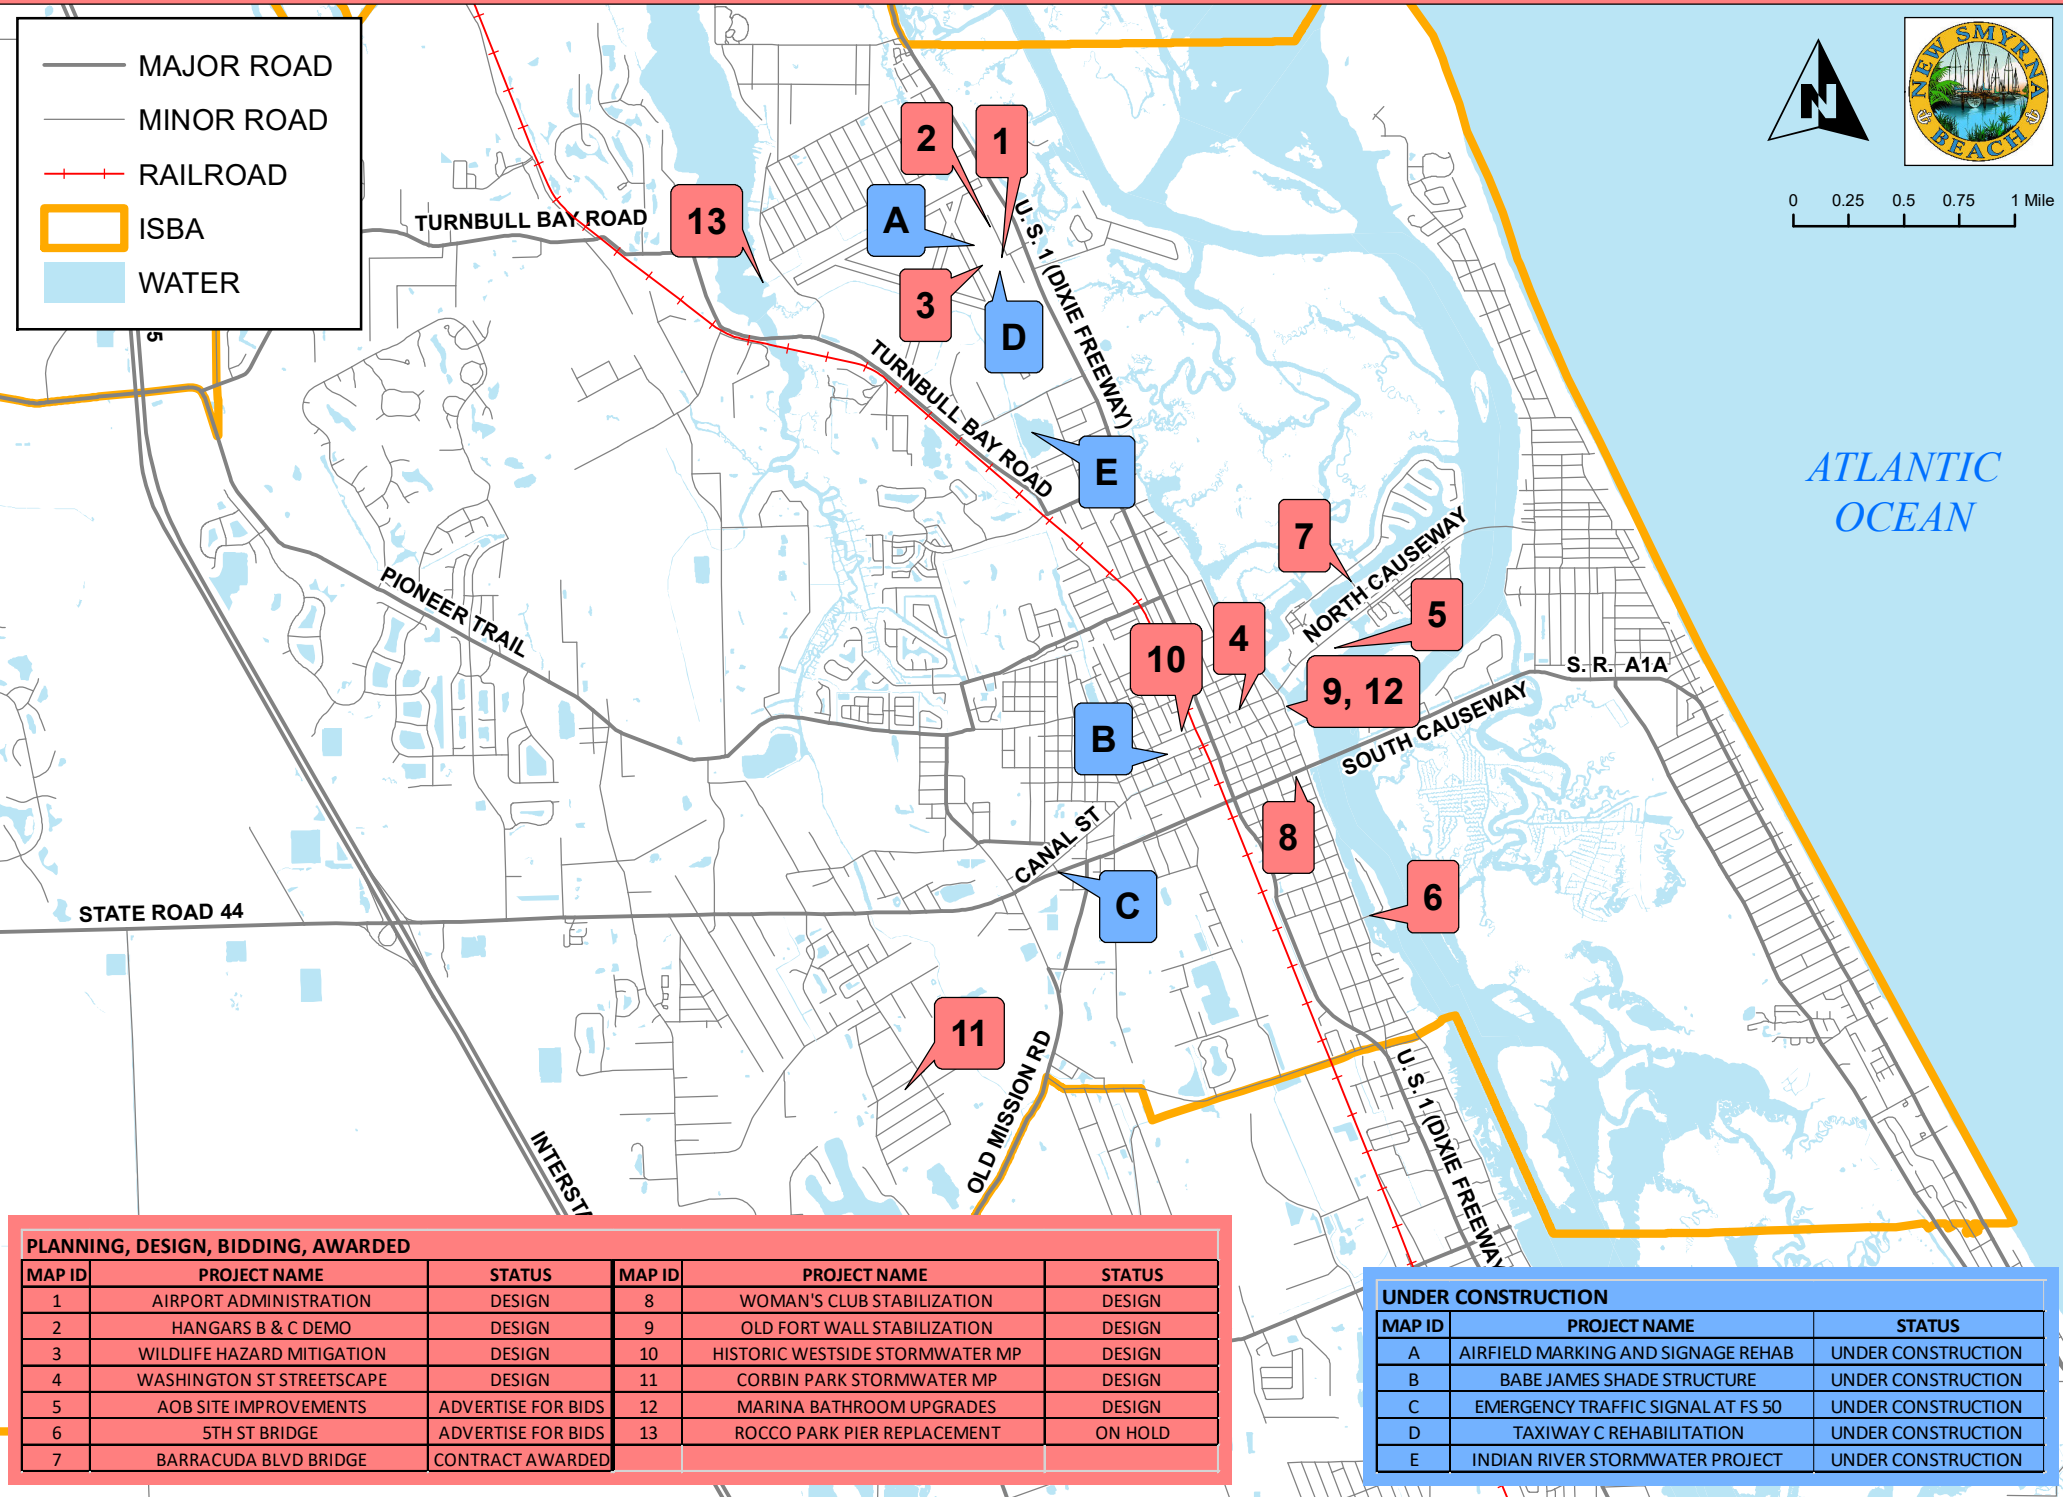 MAJOR ROAD
MINOR ROAD
RAILROAD
ISBA
WATER
N
NEW SMYRNA
BEACH
0 0.25 0.5 0.75 1 Mile
2
1
13
A
TURNBULL BAY ROAD
U. S. 1 (DIXIE FREEWAY)
3
D
5
TURNBULL BAY ROAD
E
ATLANTIC
OCEAN
7
NORTH CAUSEWAY
PIONEER TRAIL
5
4
10
9, 12
S. R. A1A
SOUTH CAUSEWAY
B
8
CANAL ST
C
6
STATE ROAD 44
11
OLD MISSION RD
U. S. 1 (DIXIE FREEWAY
INTERSTA
PLANNING, DESIGN, BIDDING, AWARDED
MAP ID PROJECT NAME STATUS MAP ID PROJECT NAME STATUS
1 AIRPORT ADMINISTRATION DESIGN 8 WOMAN'S CLUB STABILIZATION DESIGN
2 HANGARS B & C DEMO DESIGN 9 OLD FORT WALL STABILIZATION DESIGN
3 WILDLIFE HAZARD MITIGATION DESIGN 10 HISTORIC WESTSIDE STORMWATER MP DESIGN
4 WASHINGTON ST STREETSCAPE DESIGN 11 CORBIN PARK STORMWATER MP DESIGN
5 AOB SITE IMPROVEMENTS ADVERTISE FOR BIDS 12 MARINA BATHROOM UPGRADES DESIGN
6 5TH ST BRIDGE ADVERTISE FOR BIDS 13 ROCCO PARK PIER REPLACEMENT ON HOLD
7 BARRACUDA BLVD BRIDGE CONTRACT AWARDED
UNDER CONSTRUCTION
MAP ID PROJECT NAME STATUS
A AIRFIELD MARKING AND SIGNAGE REHAB UNDER CONSTRUCTION
B BABE JAMES SHADE STRUCTURE UNDER CONSTRUCTION
C EMERGENCY TRAFFIC SIGNAL AT FS 50 UNDER CONSTRUCTION
D TAXIWAY C REHABILITATION UNDER CONSTRUCTION
E INDIAN RIVER STORMWATER PROJECT UNDER CONSTRUCTION